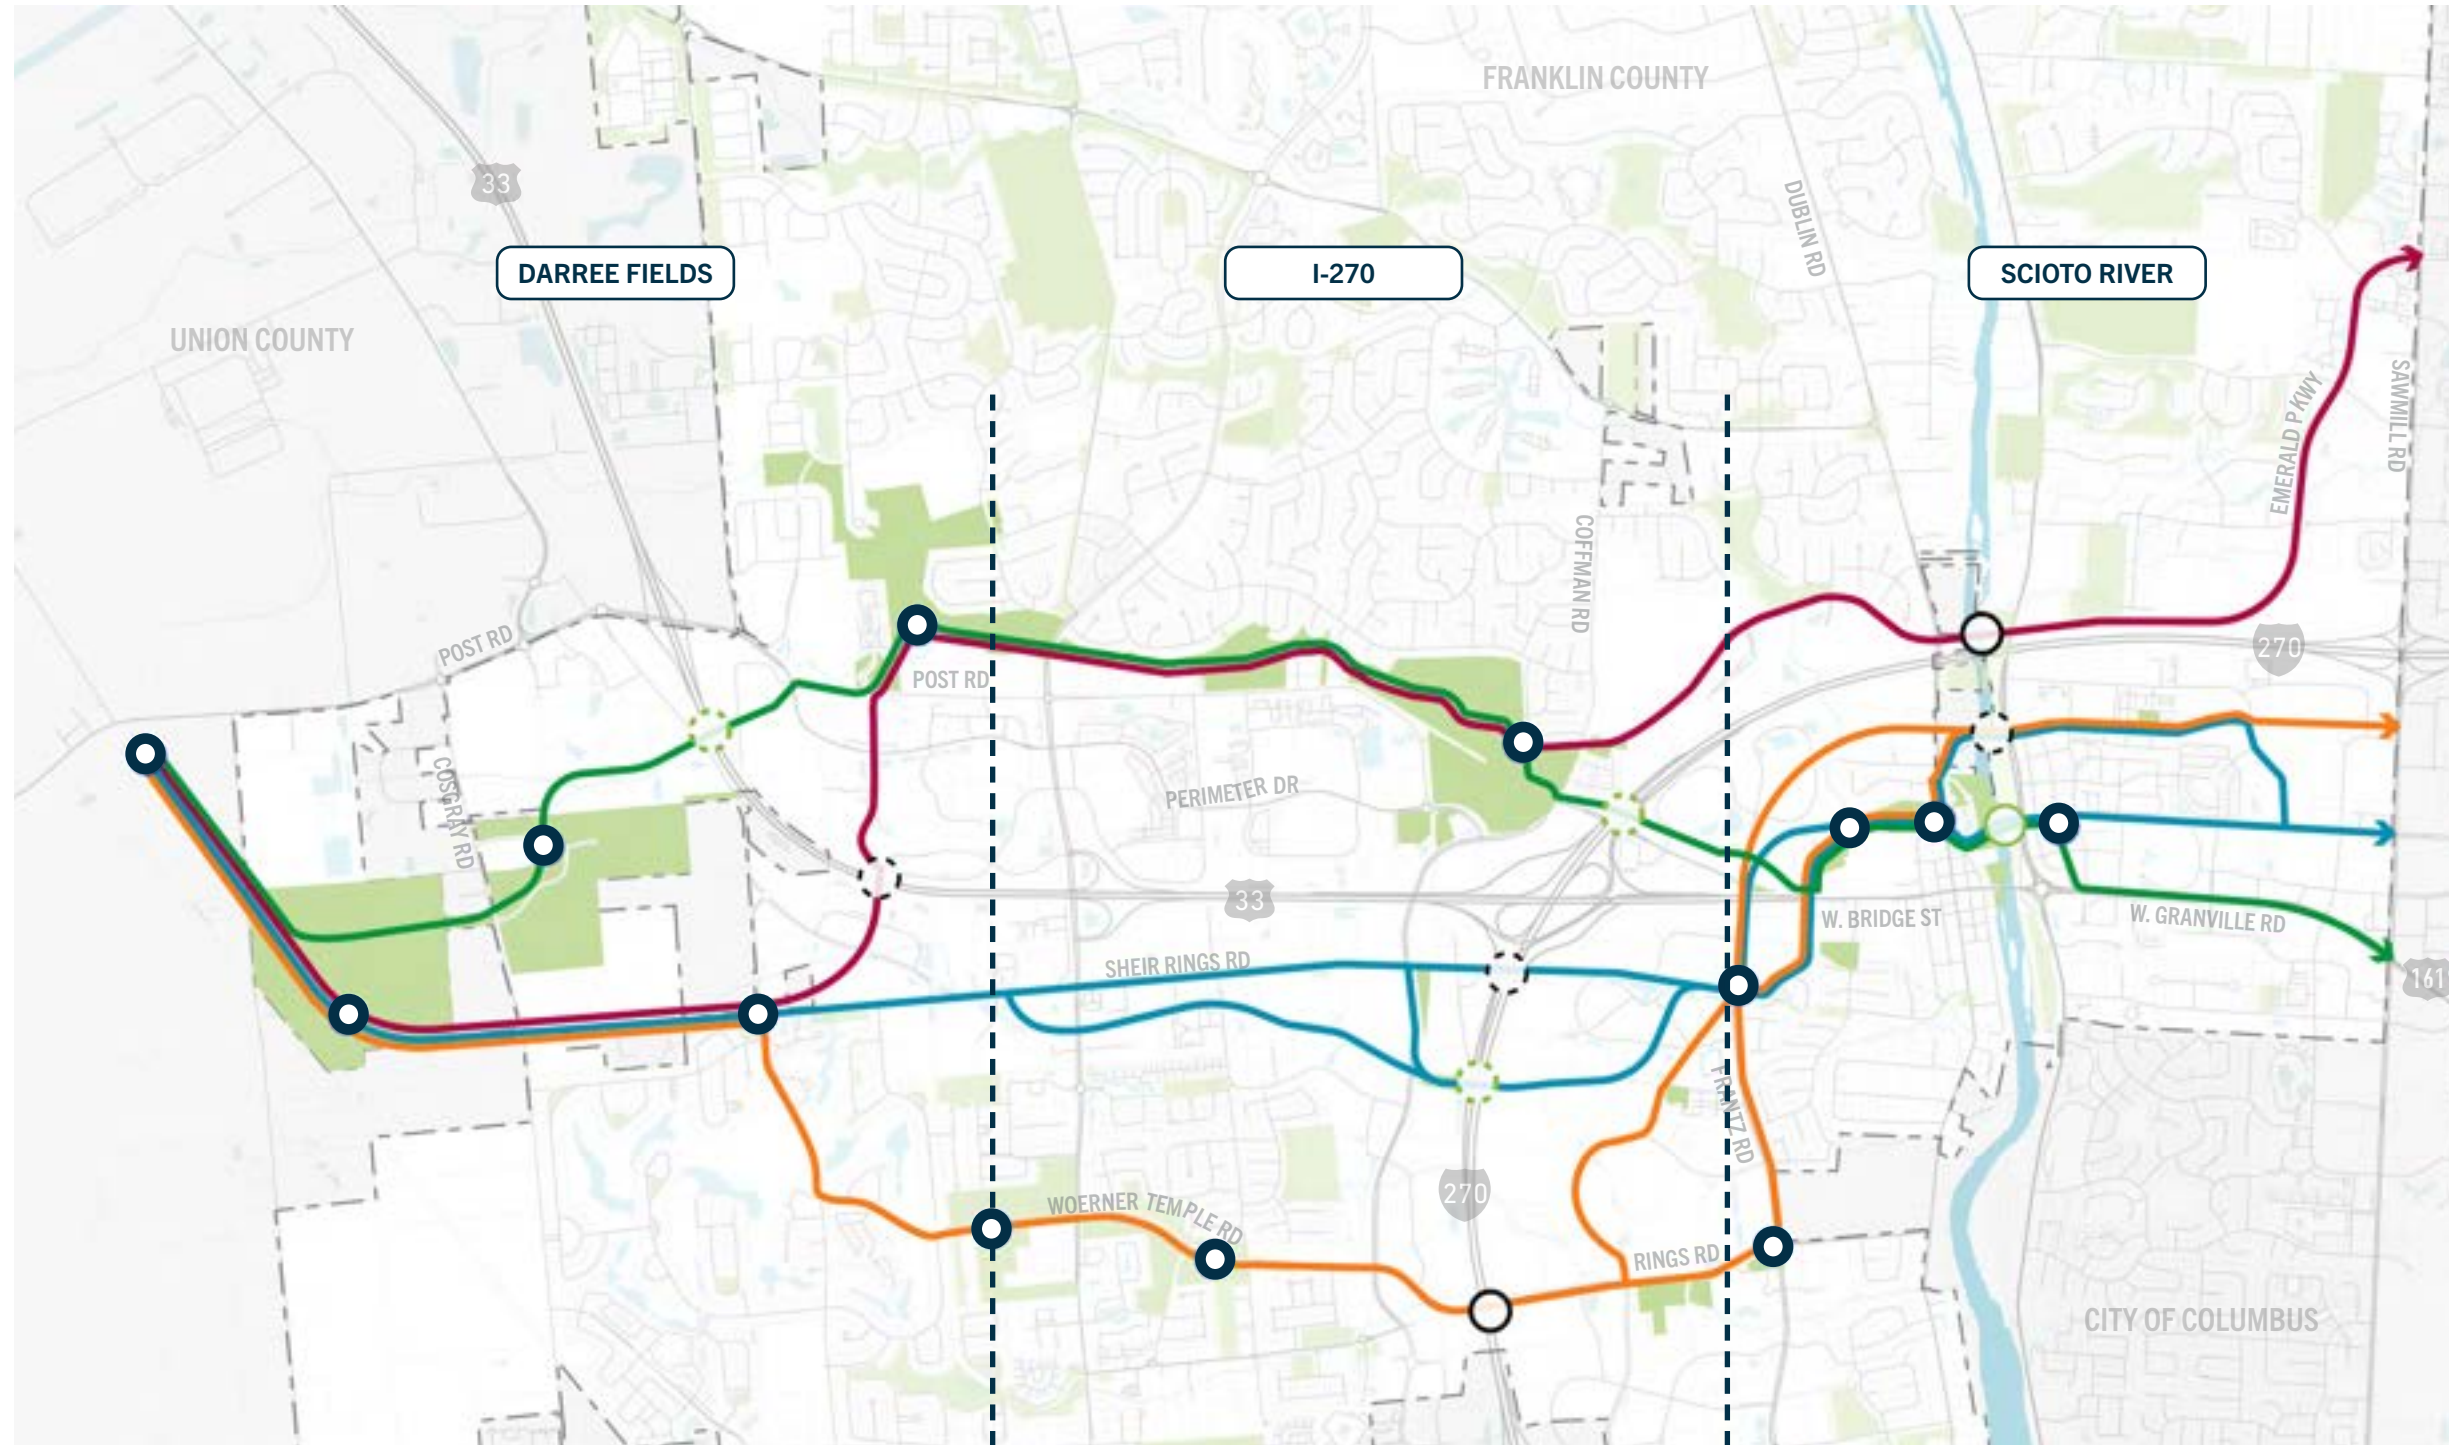 FRANKLIN COUNTY
33
DUBLIN RD
DARREE FIELDS
I-270
SCIOTO RIVER
UNION COUNTY
EMERALD PKWY
SAWMILL RD
COFFMAN RD
POST RD
270
POST RD
COSGRAY RD
PERIMETER DR
33
W. BRIDGE ST
W. GRANVILLE RD
SHEIR RINGS RD
161
FRANTZ RD
270
WOERNER TEMPLE RD
RINGS RD
CITY OF COLUMBUS